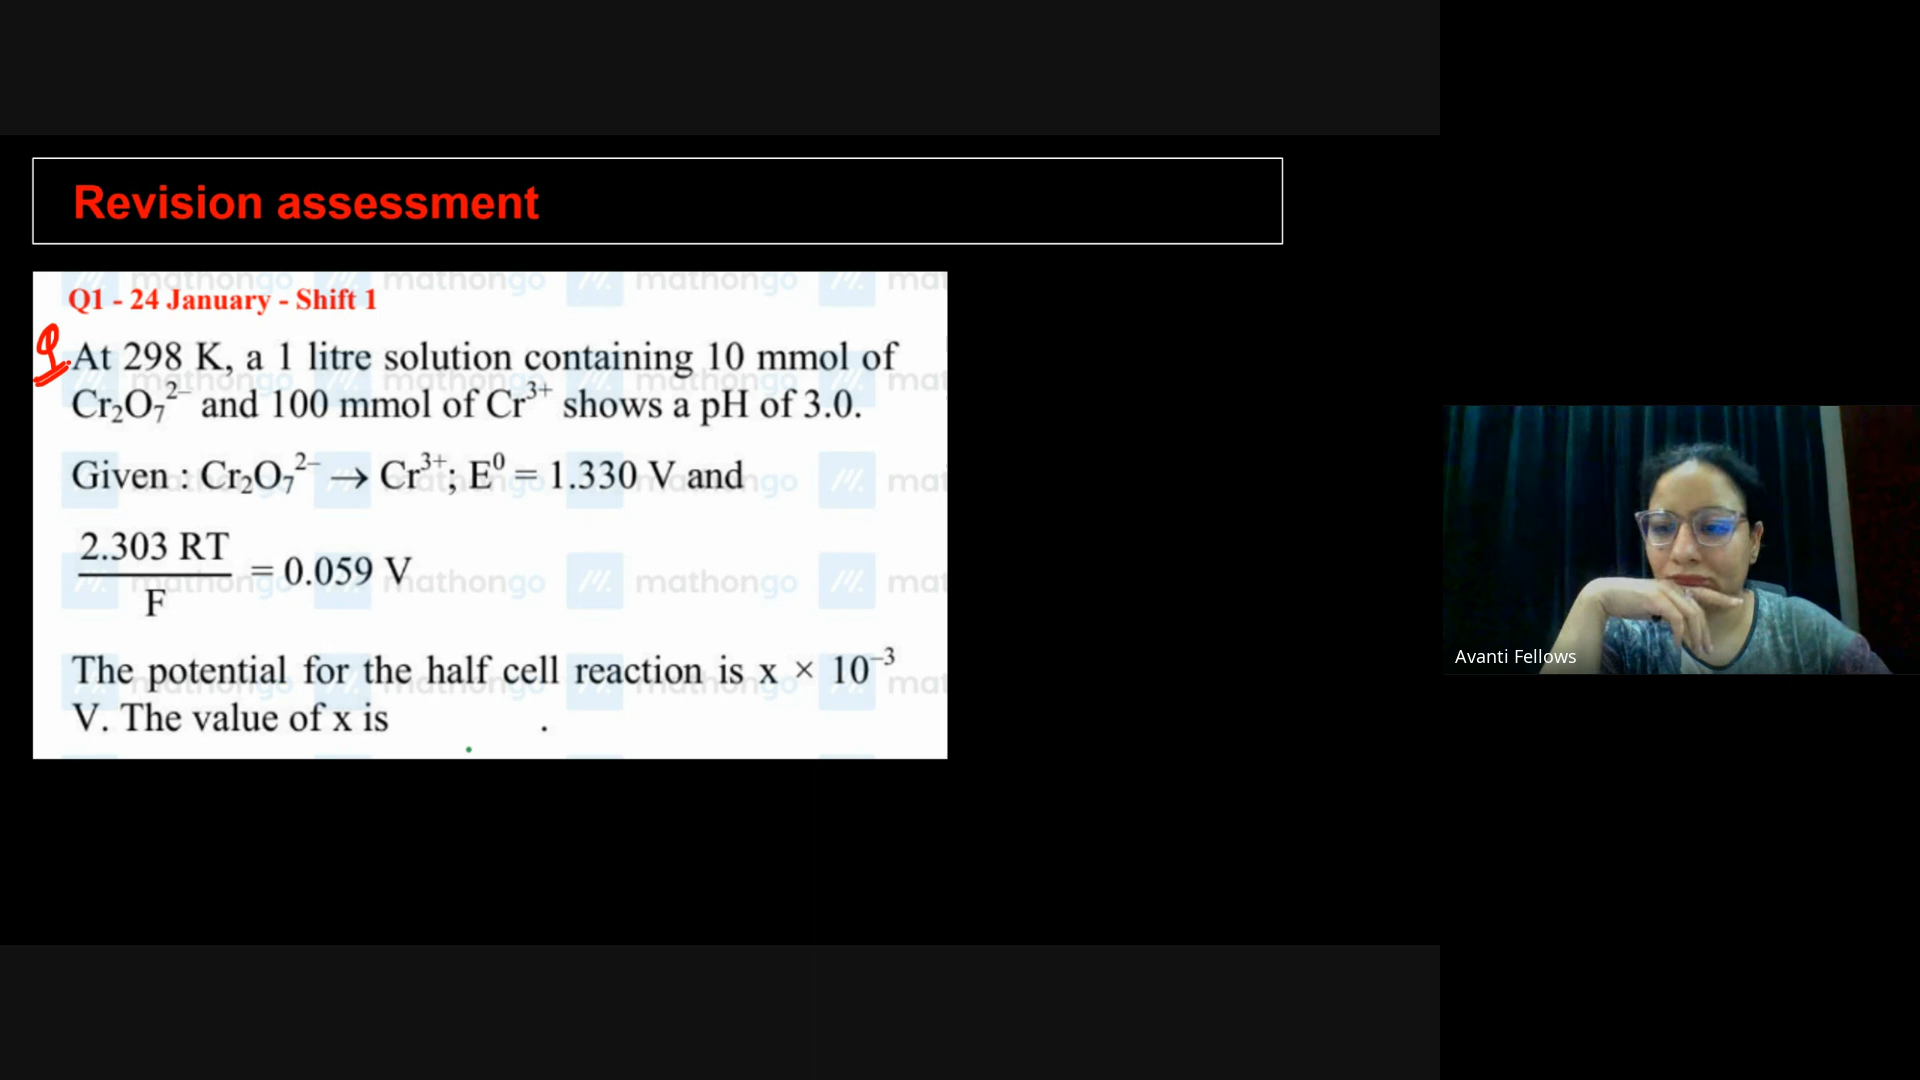 Revision assessment
Q1 - 24 January - Shift 1
Q. At 298 K, a 1 litre solution containing 10 mmol of
Cr₂O₇²⁻ and 100 mmol of Cr³⁺ shows a pH of 3.0.
Given : Cr₂O₇²⁻ → Cr³⁺; E⁰ = 1.330 V and
2.303 RT
= 0.059 V
F
The potential for the half cell reaction is x × 10⁻³
V. The value of x is .
mathongo
Avanti Fellows